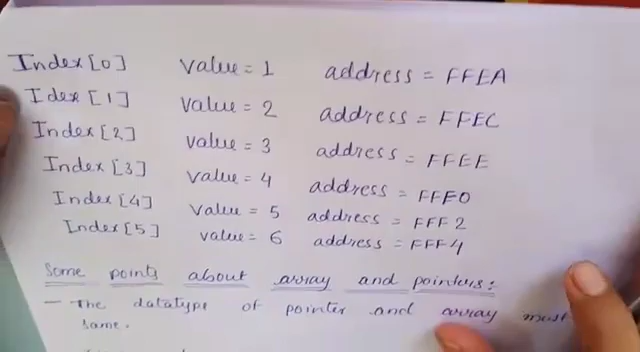 Index[0] value = 1 address = FFEA
Idex [1] value = 2 address = FFEC
Index[2] value = 3 address = FFEE
Index [3] value = 4 address = FFF0
Index[4] value = 5 address = FFF2
Index[5] value = 6 address = FFF4
Some points about array and pointers:
- The datatype of pointer and array must
same.